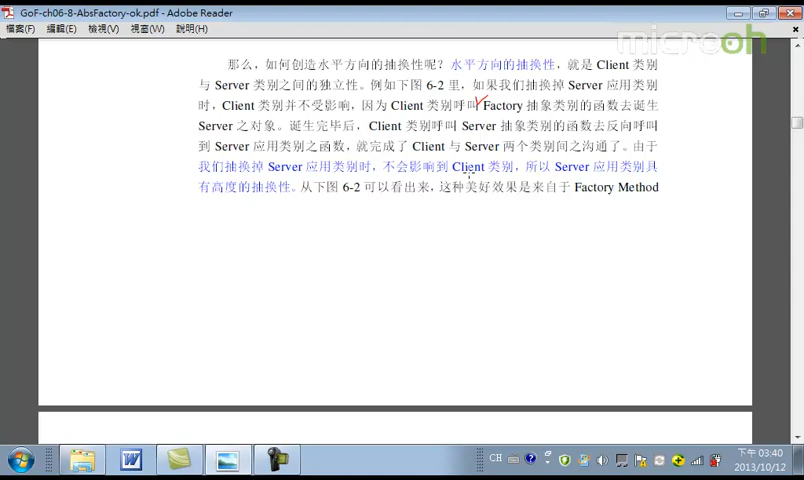 GoF-ch06-8-AbsFactory-ok.pdf - Adobe Reader
檔案(F) 編輯(E) 檢視(V) 視窗(W) 說明(H)
microoh
那么，如何创造水平方向的抽换性呢？水平方向的抽换性，就是 Client 类别
与 Server 类别之间的独立性。例如下图 6-2 里，如果我们抽换掉 Server 应用类别
时，Client 类别并不受影响，因为 Client 类别呼叫 Factory 抽象类别的函数去诞生
Server 之对象。诞生完毕后，Client 类别呼叫 Server 抽象类别的函数去反向呼叫
到 Server 应用类别之函数，就完成了 Client 与 Server 两个类别间之沟通了。由于
我们抽换掉 Server 应用类别时，不会影响到 Client 类别，所以 Server 应用类别具
有高度的抽换性。从下图 6-2 可以看出来，这种美好效果是来自于 Factory Method
CH
下午 03:40
2013/10/12